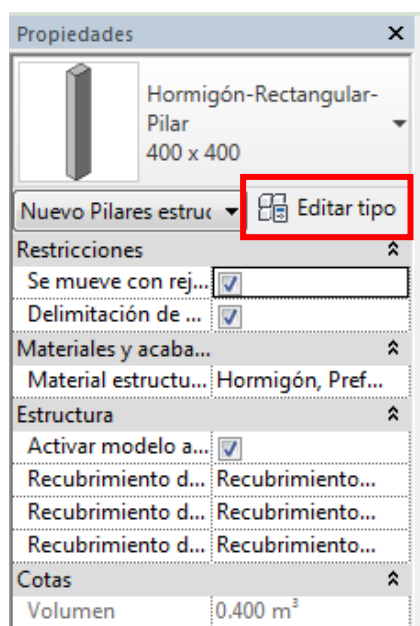 Propiedades
Hormigón-Rectangular-
Pilar
400 x 400
Nuevo Pilares estruc
Editar tipo
Restricciones
Se mueve con rej...
Delimitación de ...
Materiales y acaba...
Material estructu... Hormigón, Pref...
Estructura
Activar modelo a...
Recubrimiento d... Recubrimiento...
Recubrimiento d... Recubrimiento...
Recubrimiento d... Recubrimiento...
Cotas
Volumen 0.400 m³